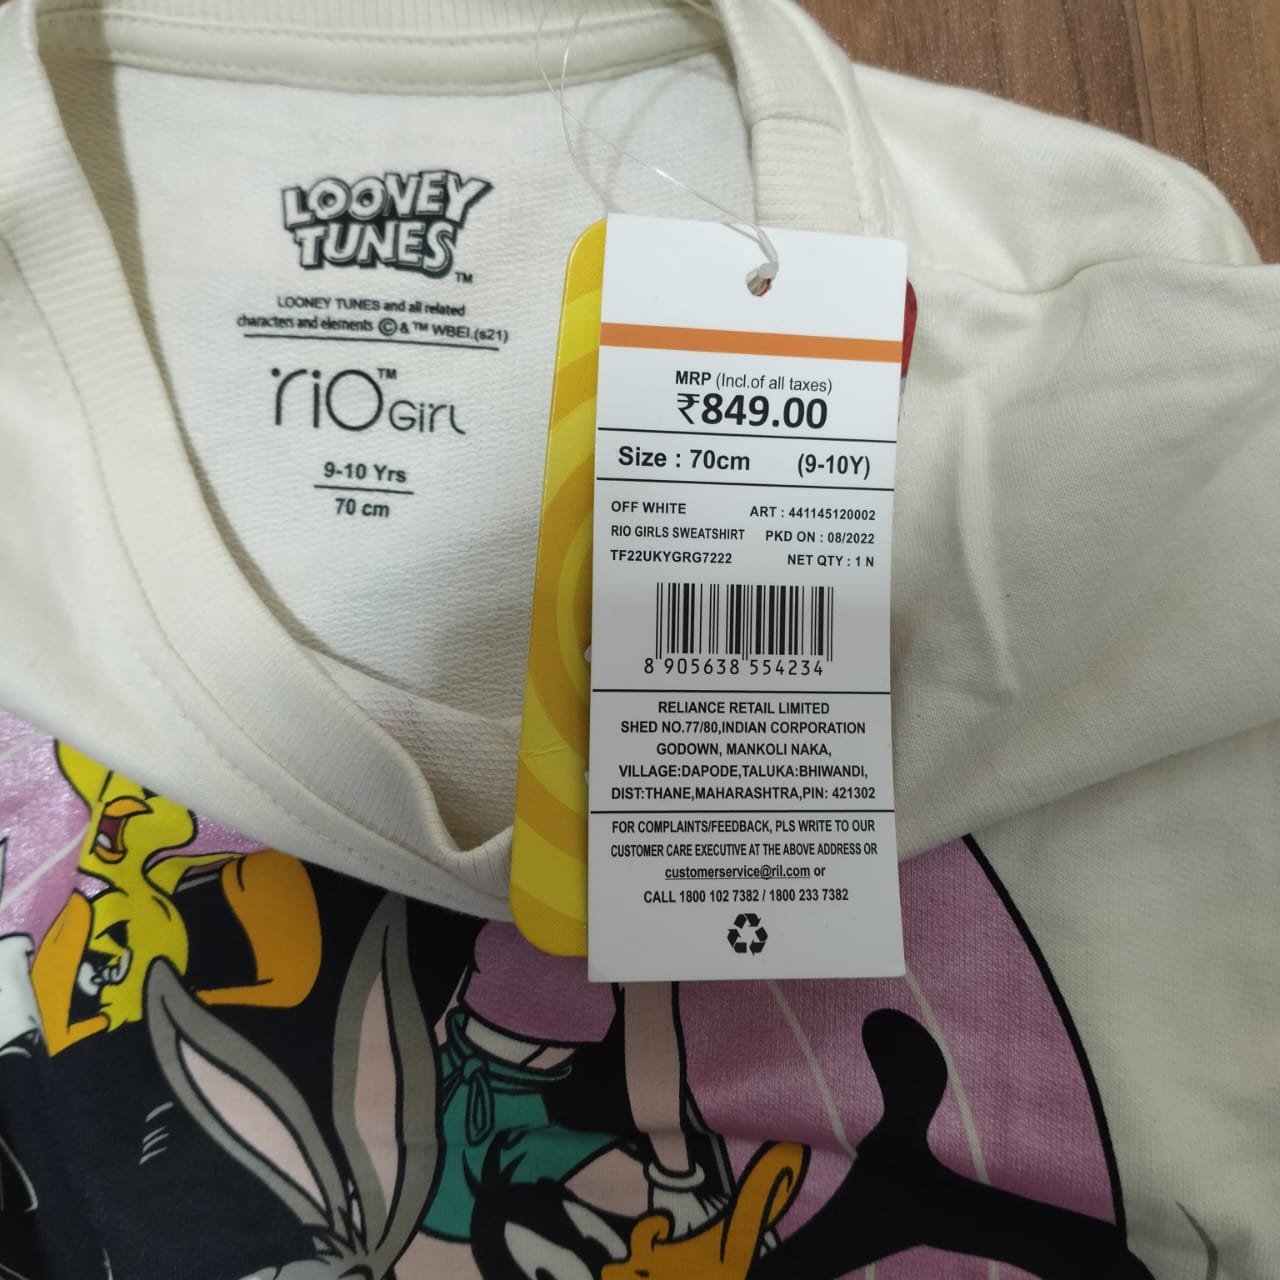 LOONEY
TUNES™
LOONEY TUNES and all related
characters and elements © & ™ WBEI.(s21)
rio™ Girl
9-10 Yrs
70 cm
MRP (Incl.of all taxes)
₹849.00
Size : 70cm (9-10Y)
OFF WHITE ART : 441145120002
RIO GIRLS SWEATSHIRT PKD ON : 08/2022
TF22UKYGRG7222 NET QTY : 1 N
8 905638 554234
RELIANCE RETAIL LIMITED
SHED NO.77/80,INDIAN CORPORATION
GODOWN, MANKOLI NAKA,
VILLAGE:DAPODE,TALUKA:BHIWANDI,
DIST:THANE,MAHARASHTRA,PIN: 421302
FOR COMPLAINTS/FEEDBACK, PLS WRITE TO OUR
CUSTOMER CARE EXECUTIVE AT THE ABOVE ADDRESS OR
customerservice@ril.com or
CALL 1800 102 7382 / 1800 233 7382